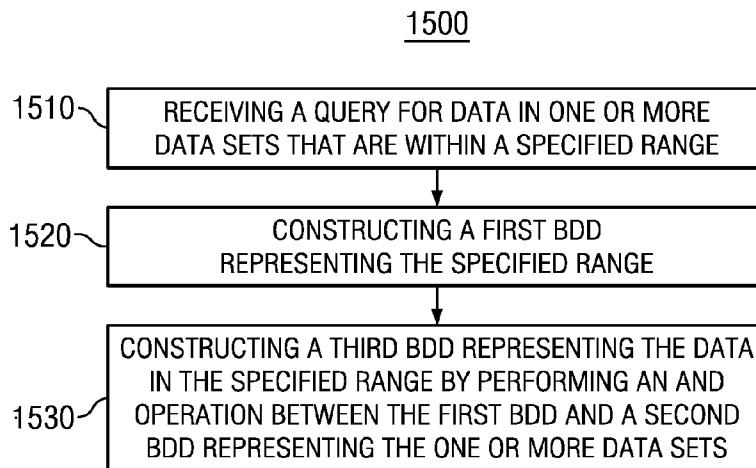 1500
1510
RECEIVING A QUERY FOR DATA IN ONE OR MORE
DATA SETS THAT ARE WITHIN A SPECIFIED RANGE
1520
CONSTRUCTING A FIRST BDD
REPRESENTING THE SPECIFIED RANGE
1530
CONSTRUCTING A THIRD BDD REPRESENTING THE DATA
IN THE SPECIFIED RANGE BY PERFORMING AN AND
OPERATION BETWEEN THE FIRST BDD AND A SECOND
BDD REPRESENTING THE ONE OR MORE DATA SETS